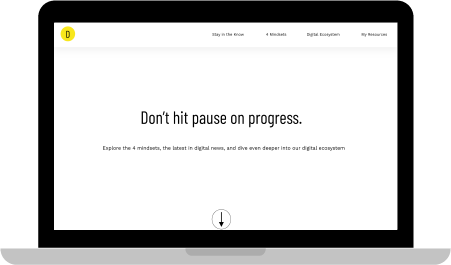 D
Stay in the Know
4 Mindsets
Digital Ecosystem
My Resources
Don't hit pause on progress.
Explore the 4 mindsets, the latest in digital news, and dive even deeper into our digital ecosystem